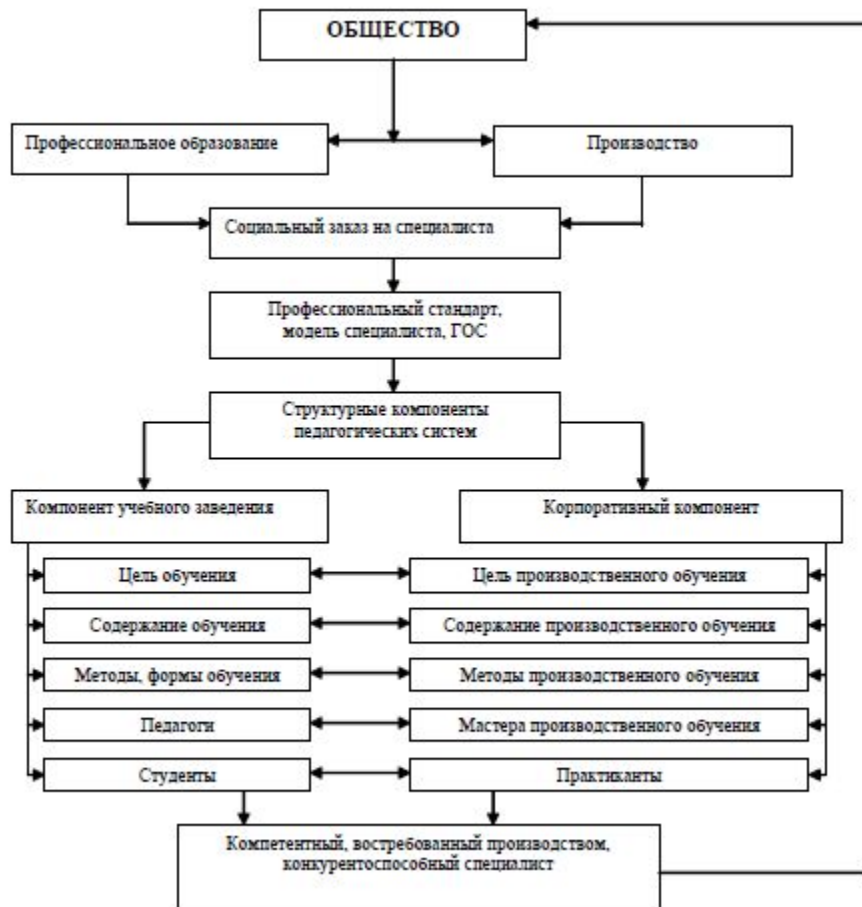 ОБЩЕСТВО
Профессиональное образование
Производство
Социальный заказ на специалиста
Профессиональный стандарт,
модель специалиста, ГОС
Структурные компоненты
педагогических систем
Компонент учебного заведения
Корпоративный компонент
Цель обучения
Цель производственного обучения
Содержание обучения
Содержание производственного обучения
Методы, формы обучения
Методы производственного обучения
Педагоги
Мастера производственного обучения
Студенты
Практиканты
Компетентный, востребованный производством,
конкурентоспособный специалист